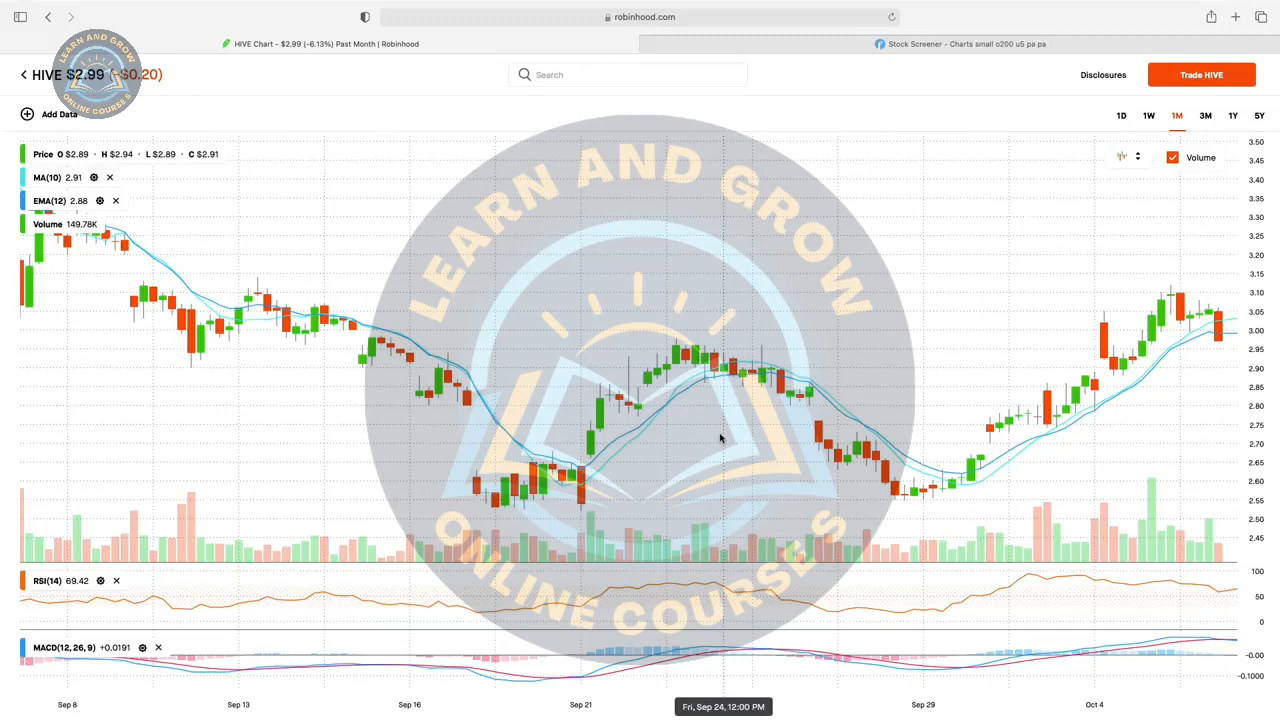 robinhood.com
HIVE Chart - $2.99 (-6.13%) Past Month | Robinhood
Stock Screener - Charts small o200 u5 pa pa
HIVE $2.99 (-$0.20)
Search
Disclosures
Trade HIVE
Add Data
1D 1W 1M 3M 1Y 5Y
Price O $2.89 · H $2.94 · L $2.89 · C $2.91
Volume
MA(10) 2.91
EMA(12) 2.88
Volume 149.78K
3.50
3.45
3.40
3.35
3.30
3.25
3.20
3.15
3.10
3.05
3.00
2.95
2.90
2.85
2.80
2.75
2.70
2.65
2.60
2.55
2.50
2.45
LEARN AND GROW
ONLINE COURSES
LEARN AND GROW
ONLINE COURSES
RSI(14) 69.42
100
50
0
MACD(12, 26, 9) +0.0191
-0.00
-0.1000
Sep 8
Sep 13
Sep 16
Sep 21
Fri, Sep 24, 12:00 PM
Sep 29
Oct 4